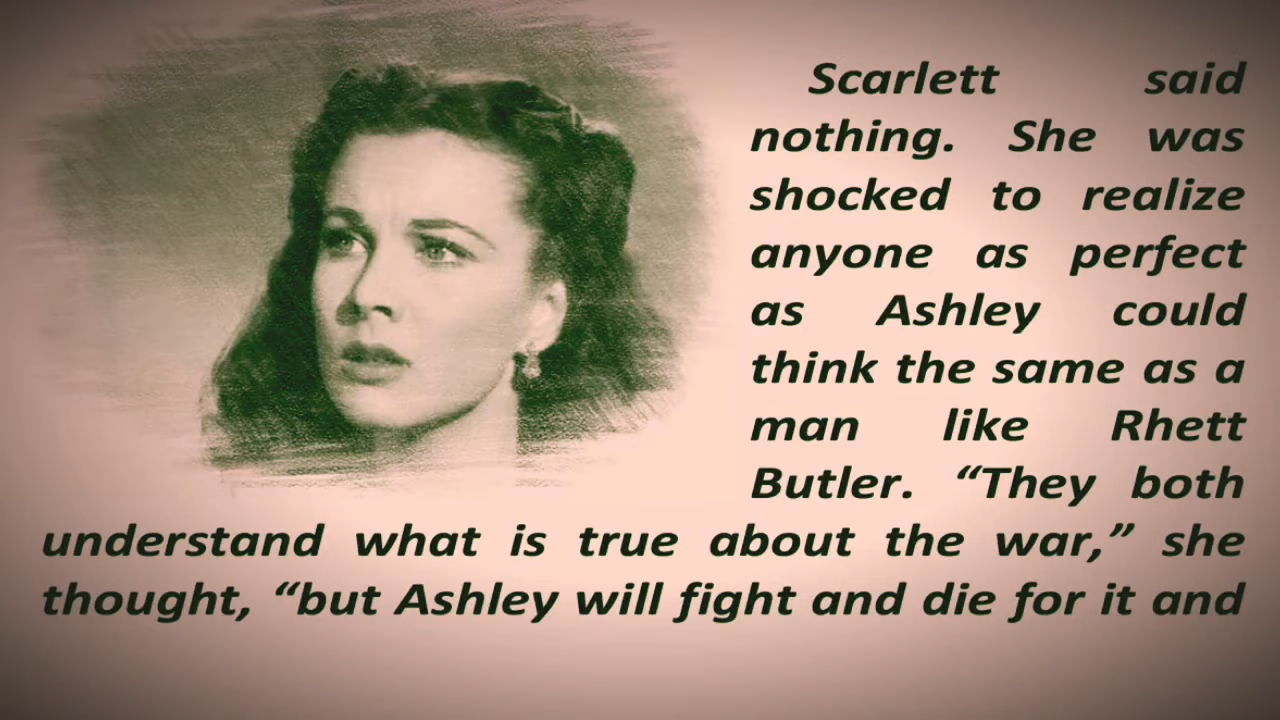 Scarlett said
nothing. She was
shocked to realize
anyone as perfect
as Ashley could
think the same as a
man like Rhett
Butler. “They both
understand what is true about the war,” she
thought, “but Ashley will fight and die for it and